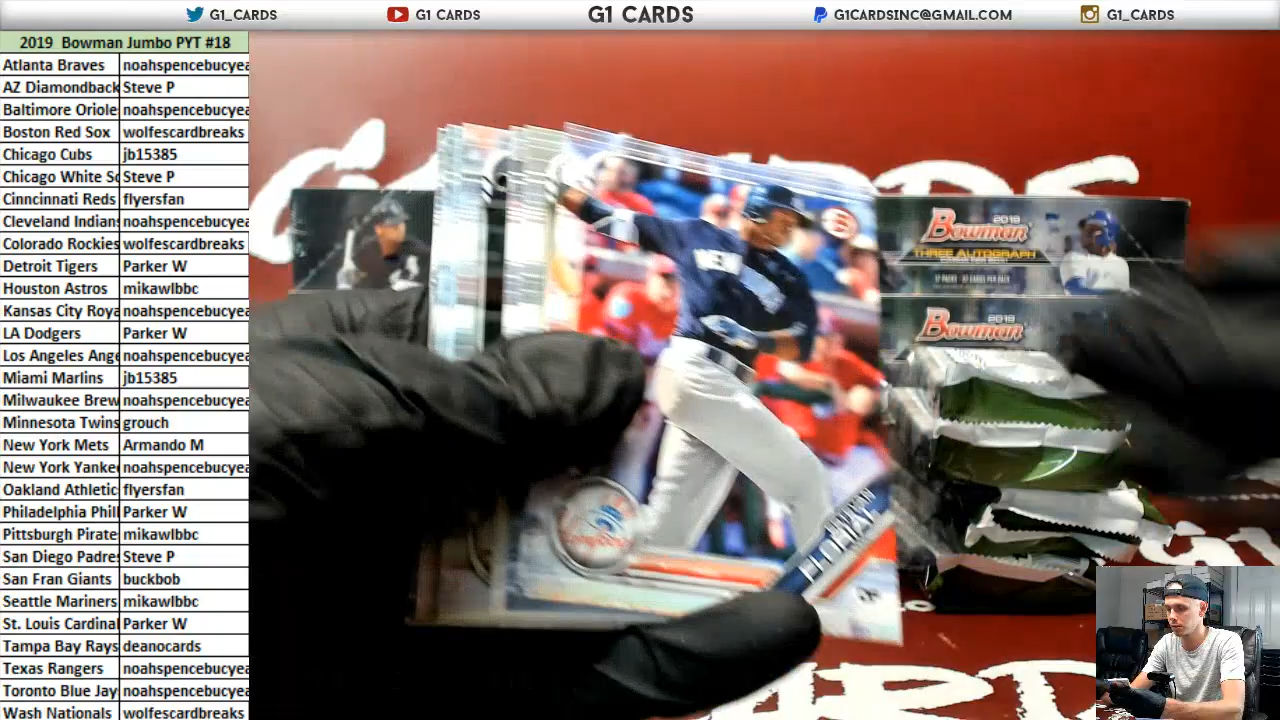 G1_CARDS G1 CARDS G1 CARDS G1CARDSINC@GMAIL.COM G1_CARDS
2019 Bowman Jumbo PYT #18
Atlanta Braves noahspencebucyea
AZ Diamondback Steve P
Baltimore Oriole noahspencebucyea
Boston Red Sox wolfescardbreaks
Chicago Cubs jb15385
Chicago White So Steve P
Cinncinnati Reds flyersfan
Cleveland Indian noahspencebucyea
Colorado Rockies wolfescardbreaks
Detroit Tigers Parker W
Houston Astros mikawlbbc
Kansas City Roya noahspencebucyea
LA Dodgers Parker W
Los Angeles Ange noahspencebucyea
Miami Marlins jb15385
Milwaukee Brew noahspencebucyea
Minnesota Twins grouch
New York Mets Armando M
New York Yankee noahspencebucyea
Oakland Athletic flyersfan
Philadelphia Phil Parker W
Pittsburgh Pirate mikawlbbc
San Diego Padre Steve P
San Fran Giants buckbob
Seattle Mariners mikawlbbc
St. Louis Cardinal Parker W
Tampa Bay Rays deanocards
Texas Rangers noahspencebucyea
Toronto Blue Jay noahspencebucyea
Wash Nationals wolfescardbreaks
2019
Bowman
THREE AUTOGRAPH
2019
Bowman